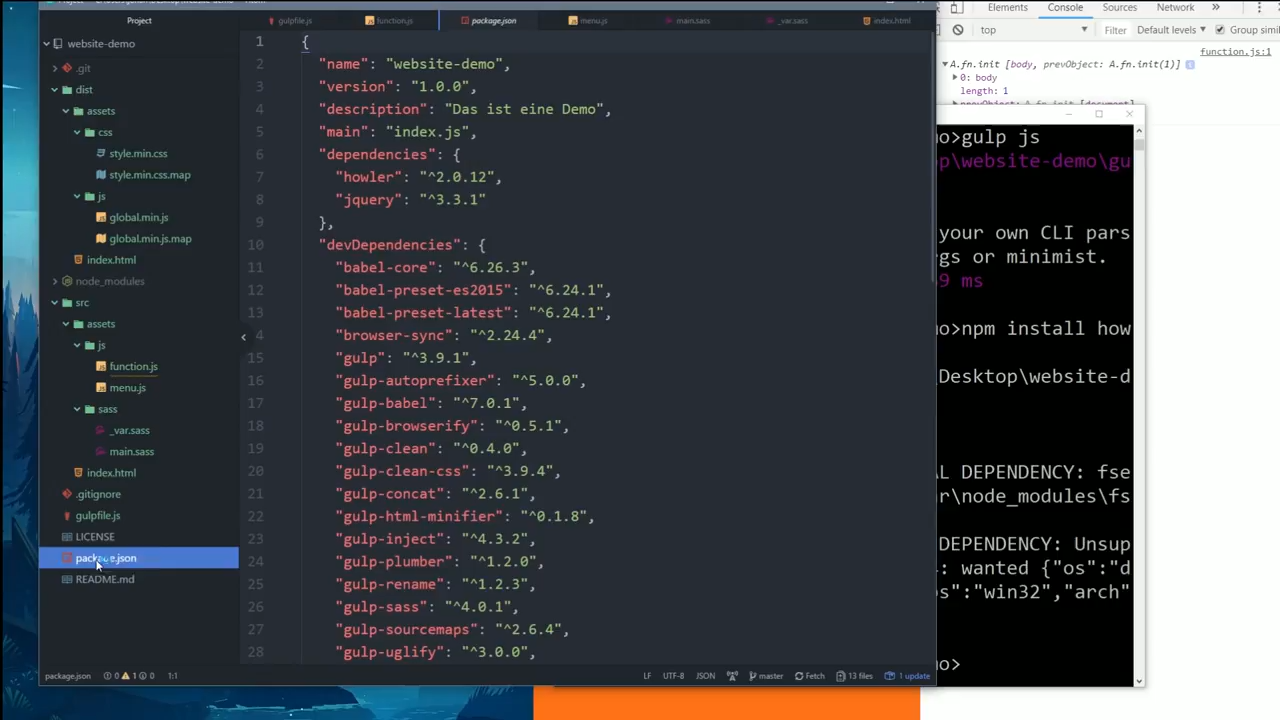 Project
gulpfile.js
function.js
package.json
menu.js
main.sass
_var.sass
index.html
website-demo
.git
dist
assets
css
style.min.css
style.min.css.map
js
global.min.js
global.min.js.map
index.html
node_modules
src
assets
js
function.js
menu.js
sass
_var.sass
main.sass
index.html
.gitignore
gulpfile.js
LICENSE
package.json
README.md
1 {
2 "name": "website-demo",
3 "version": "1.0.0",
4 "description": "Das ist eine Demo",
5 "main": "index.js",
6 "dependencies": {
7 "howler": "^2.0.12",
8 "jquery": "^3.3.1"
9 },
10 "devDependencies": {
11 "babel-core": "^6.26.3",
12 "babel-preset-es2015": "^6.24.1",
13 "babel-preset-latest": "^6.24.1",
14 "browser-sync": "^2.24.4",
15 "gulp": "^3.9.1",
16 "gulp-autoprefixer": "^5.0.0",
17 "gulp-babel": "^7.0.1",
18 "gulp-browserify": "^0.5.1",
19 "gulp-clean": "^0.4.0",
20 "gulp-clean-css": "^3.9.4",
21 "gulp-concat": "^2.6.1",
22 "gulp-html-minifier": "^0.1.8",
23 "gulp-inject": "^4.3.2",
24 "gulp-plumber": "^1.2.0",
25 "gulp-rename": "^1.2.3",
26 "gulp-sass": "^4.0.1",
27 "gulp-sourcemaps": "^2.6.4",
28 "gulp-uglify": "^3.0.0",
package.json 0 1 0 1:1
LF UTF-8 JSON master Fetch 13 files 1 update
Elements Console Sources Network
top Filter Default levels Group simi
function.js:1
A.fn.init [body, prevObject: A.fn.init(1)]
0: body
length: 1
mo>gulp js
op\website-demo\gu
your own CLI pars
gs or minimist.
9 ms
mo>npm install how
\Desktop\website-d
AL DEPENDENCY: fse
r\node_modules\fs
DEPENDENCY: Unsup
: wanted {"os":"d
s":"win32","arch"
mo>